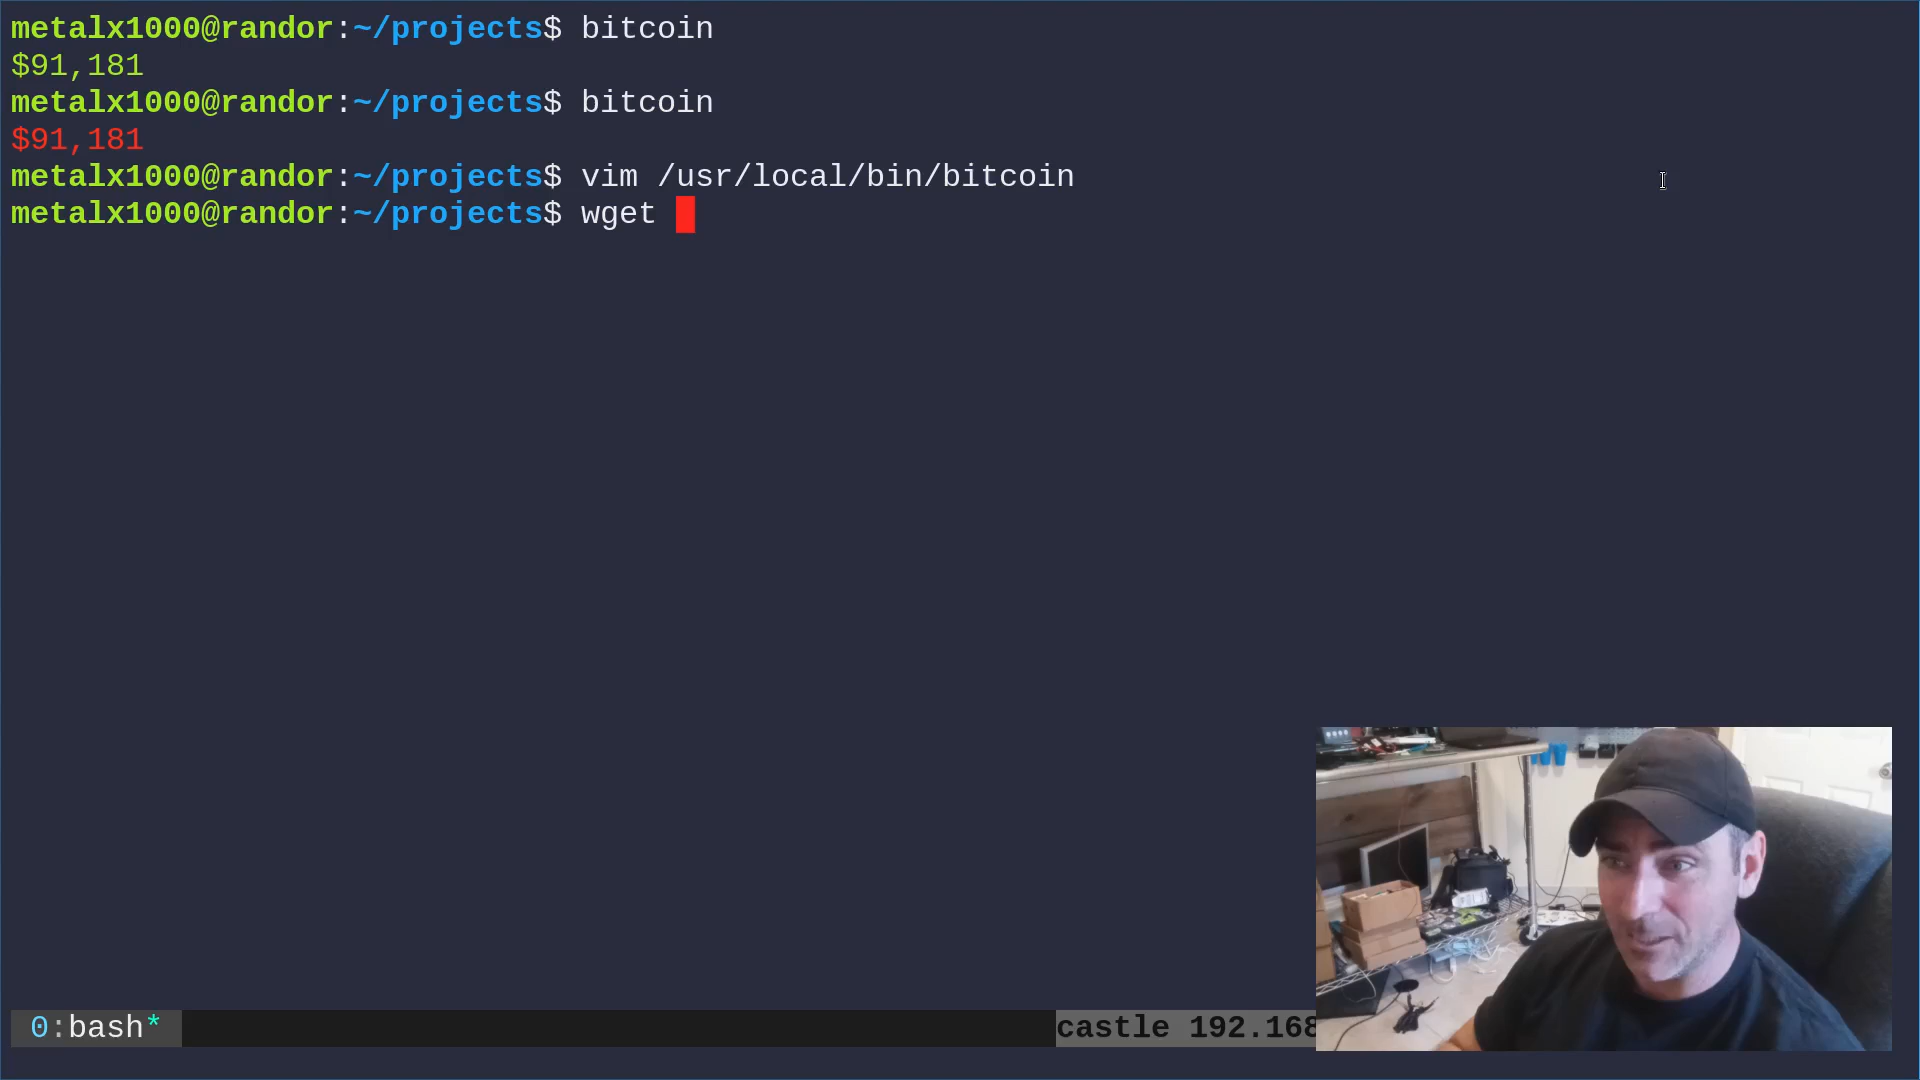 metalx1000@randor:~/projects$ bitcoin
$91,181
metalx1000@randor:~/projects$ bitcoin
$91,181
metalx1000@randor:~/projects$ vim /usr/local/bin/bitcoin
metalx1000@randor:~/projects$ wget
0:bash* castle 192.168